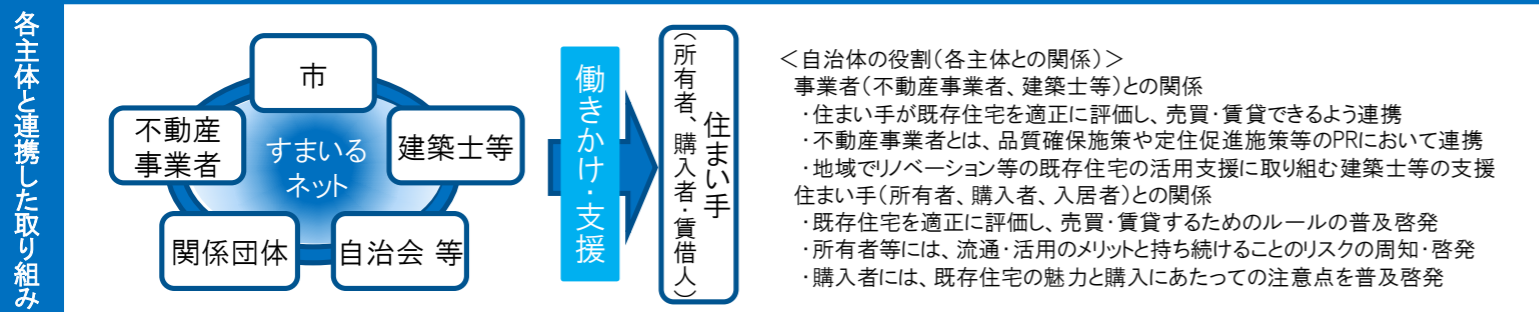 各主体と連携した取り組み
市
不動産
事業者
すまいる
ネット
建築士等
関係団体
自治会 等
働きかけ・支援
住まい手
（所有者、購入者・賃借人）
＜自治体の役割（各主体との関係）＞
事業者（不動産事業者、建築士等）との関係
・住まい手が既存住宅を適正に評価し、売買・賃貸できるよう連携
・不動産事業者とは、品質確保施策や定住促進施策等のPRにおいて連携
・地域でリノベーション等の既存住宅の活用支援に取り組む建築士等の支援
住まい手（所有者、購入者、入居者）との関係
・既存住宅を適正に評価し、売買・賃貸するためのルールの普及啓発
・所有者等には、流通・活用のメリットと持ち続けることのリスクの周知・啓発
・購入者には、既存住宅の魅力と購入にあたっての注意点を普及啓発